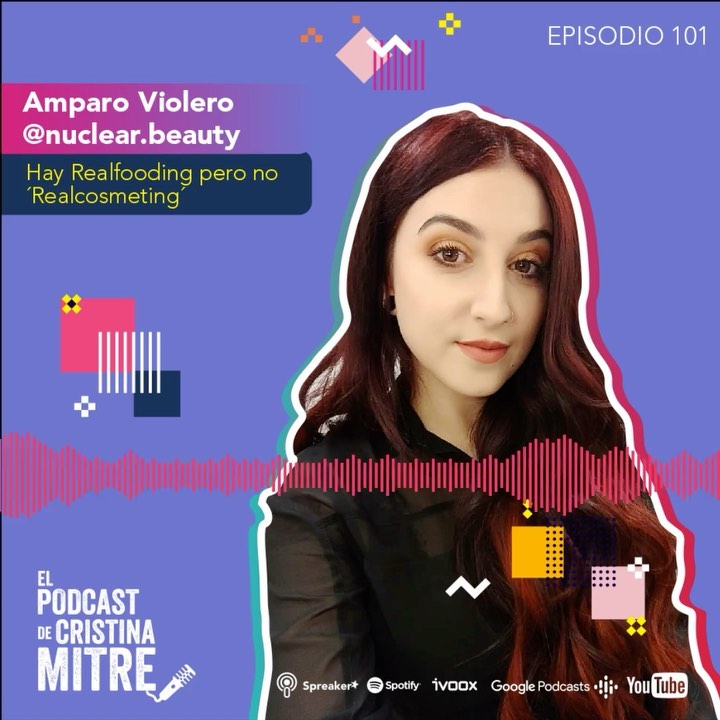 EPISODIO 101
Amparo Violero
@nuclear.beauty
Hay Realfooding pero no
´Realcosmeting´
EL
PODCAST
DE CRISTINA
MITRE
Spreaker
Spotify
ivoox
Google Podcasts
YouTube